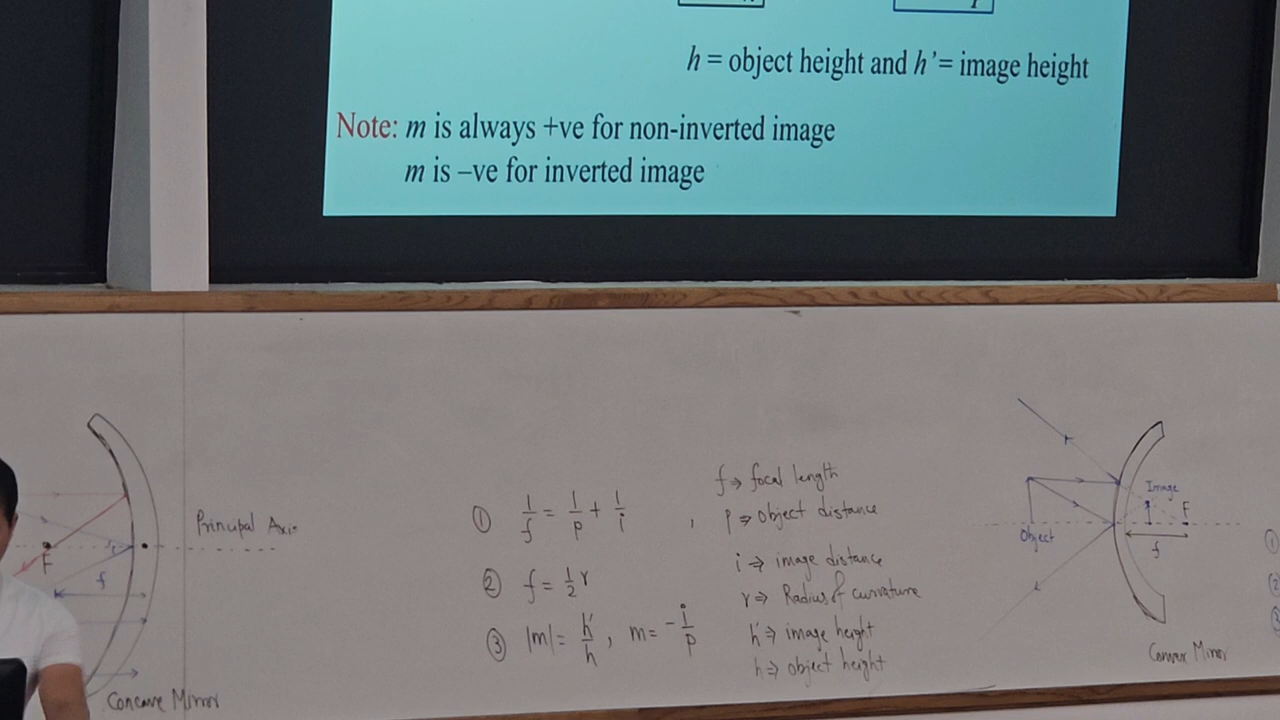 h = object height and h’= image height
Note: m is always +ve for non-inverted image
m is –ve for inverted image
Principal Axis
F
f
Concave Mirror
① 1/f = 1/p + 1/i ,
② f = 1/2 r
③ |m| = h'/h , m = -i/p
f ⇒ focal length
p ⇒ object distance
i ⇒ image distance
r ⇒ Radius of curvature
h' ⇒ image height
h ⇒ object height
Image
F
Object
f
Convex Mirror